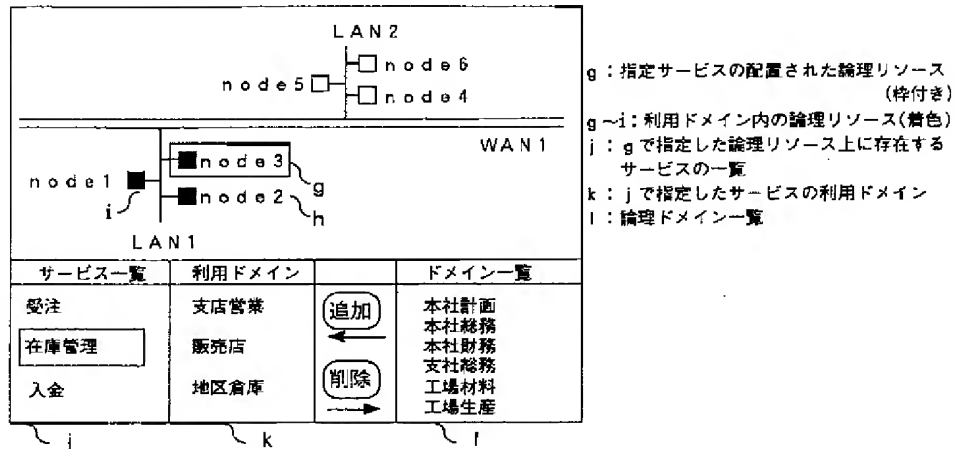 LAN2
node6
node5
node4
WAN1
node3
node1
g
node2
i
h
LAN1
サービス一覧
利用ドメイン
ドメイン一覧
受注
支店営業
追加
本社計画
本社総務
在庫管理
販売店
本社財務
支社総務
入金
地区倉庫
削除
工場材料
工場生産
j
k
l
g:指定サービスの配置された論理リソース
(枠付き)
g~i:利用ドメイン内の論理リソース(着色)
j:gで指定した論理リソース上に存在する
サービスの一覧
k:jで指定したサービスの利用ドメイン
l:論理ドメイン一覧